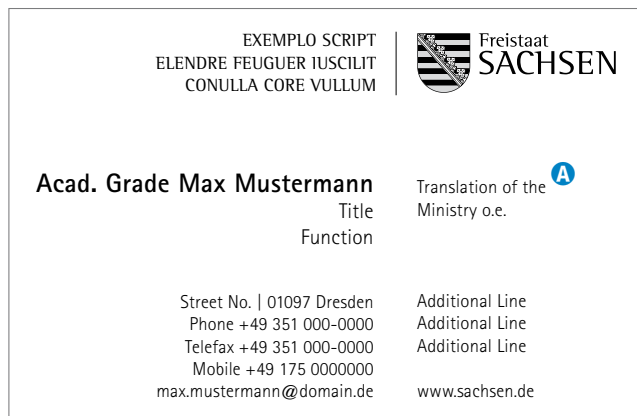 EXEMPLO SCRIPT
ELENDRE FEUGUER IUSCILIT
CONULLA CORE VULLUM
Freistaat
SACHSEN
Acad. Grade Max Mustermann
Title
Function
Translation of the A
Ministry o.e.
Street No. | 01097 Dresden
Phone +49 351 000-0000
Telefax +49 351 000-0000
Mobile +49 175 0000000
max.mustermann@domain.de
Additional Line
Additional Line
Additional Line
www.sachsen.de